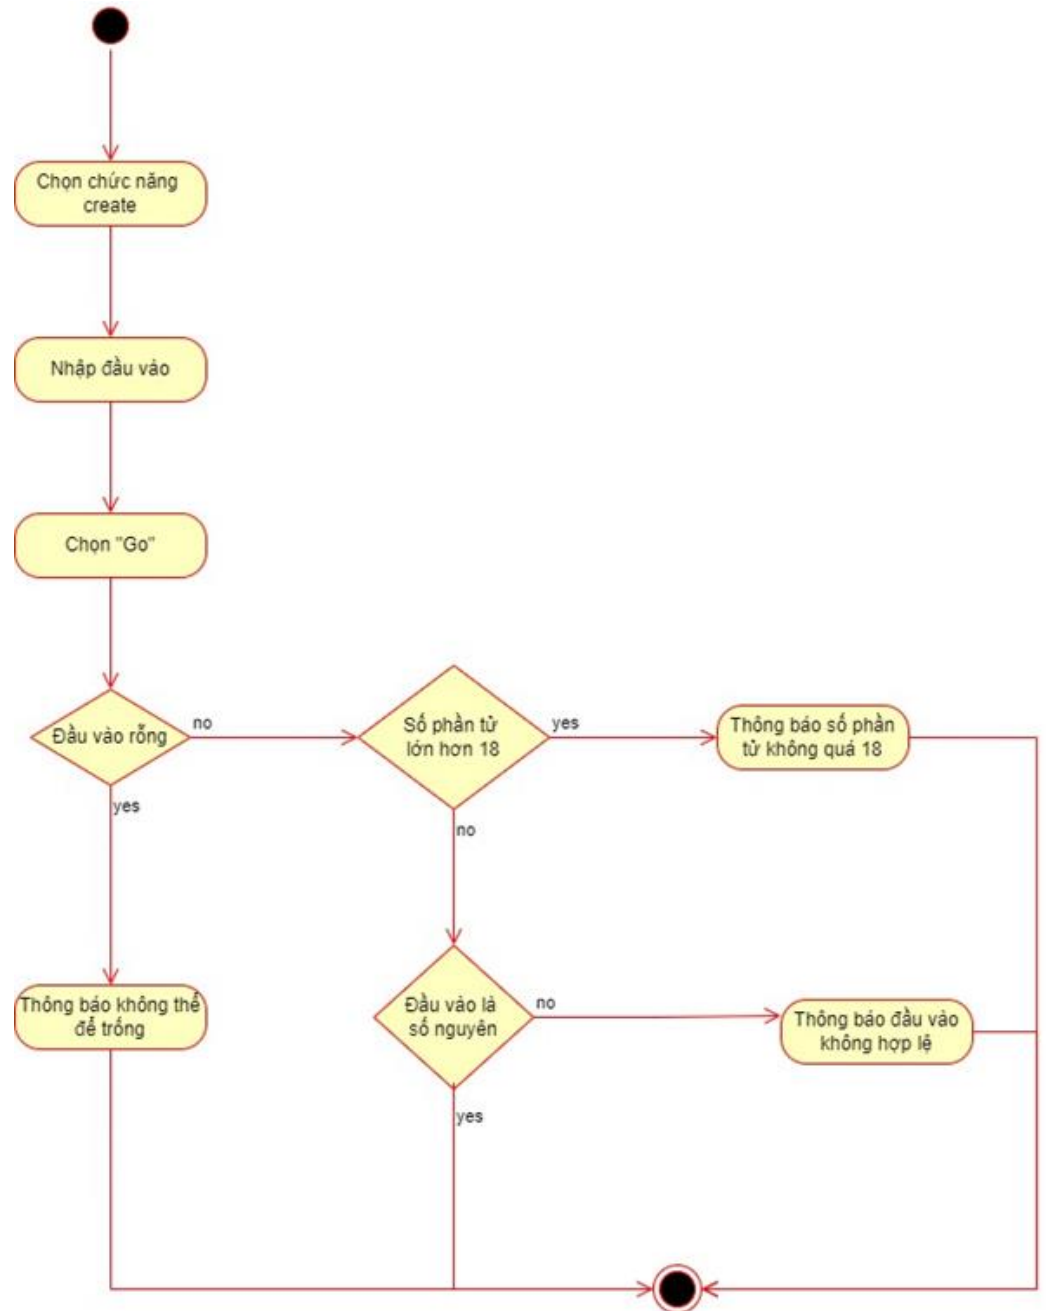 Chọn chức năng
create
Nhập đầu vào
Chọn "Go"
Đầu vào rỗng
no
Số phần tử
lớn hơn 18
yes
Thông báo số phần
tử không quá 18
yes
no
Thông báo không thể
để trống
Đầu vào là
số nguyên
no
Thông báo đầu vào
không hợp lệ
yes